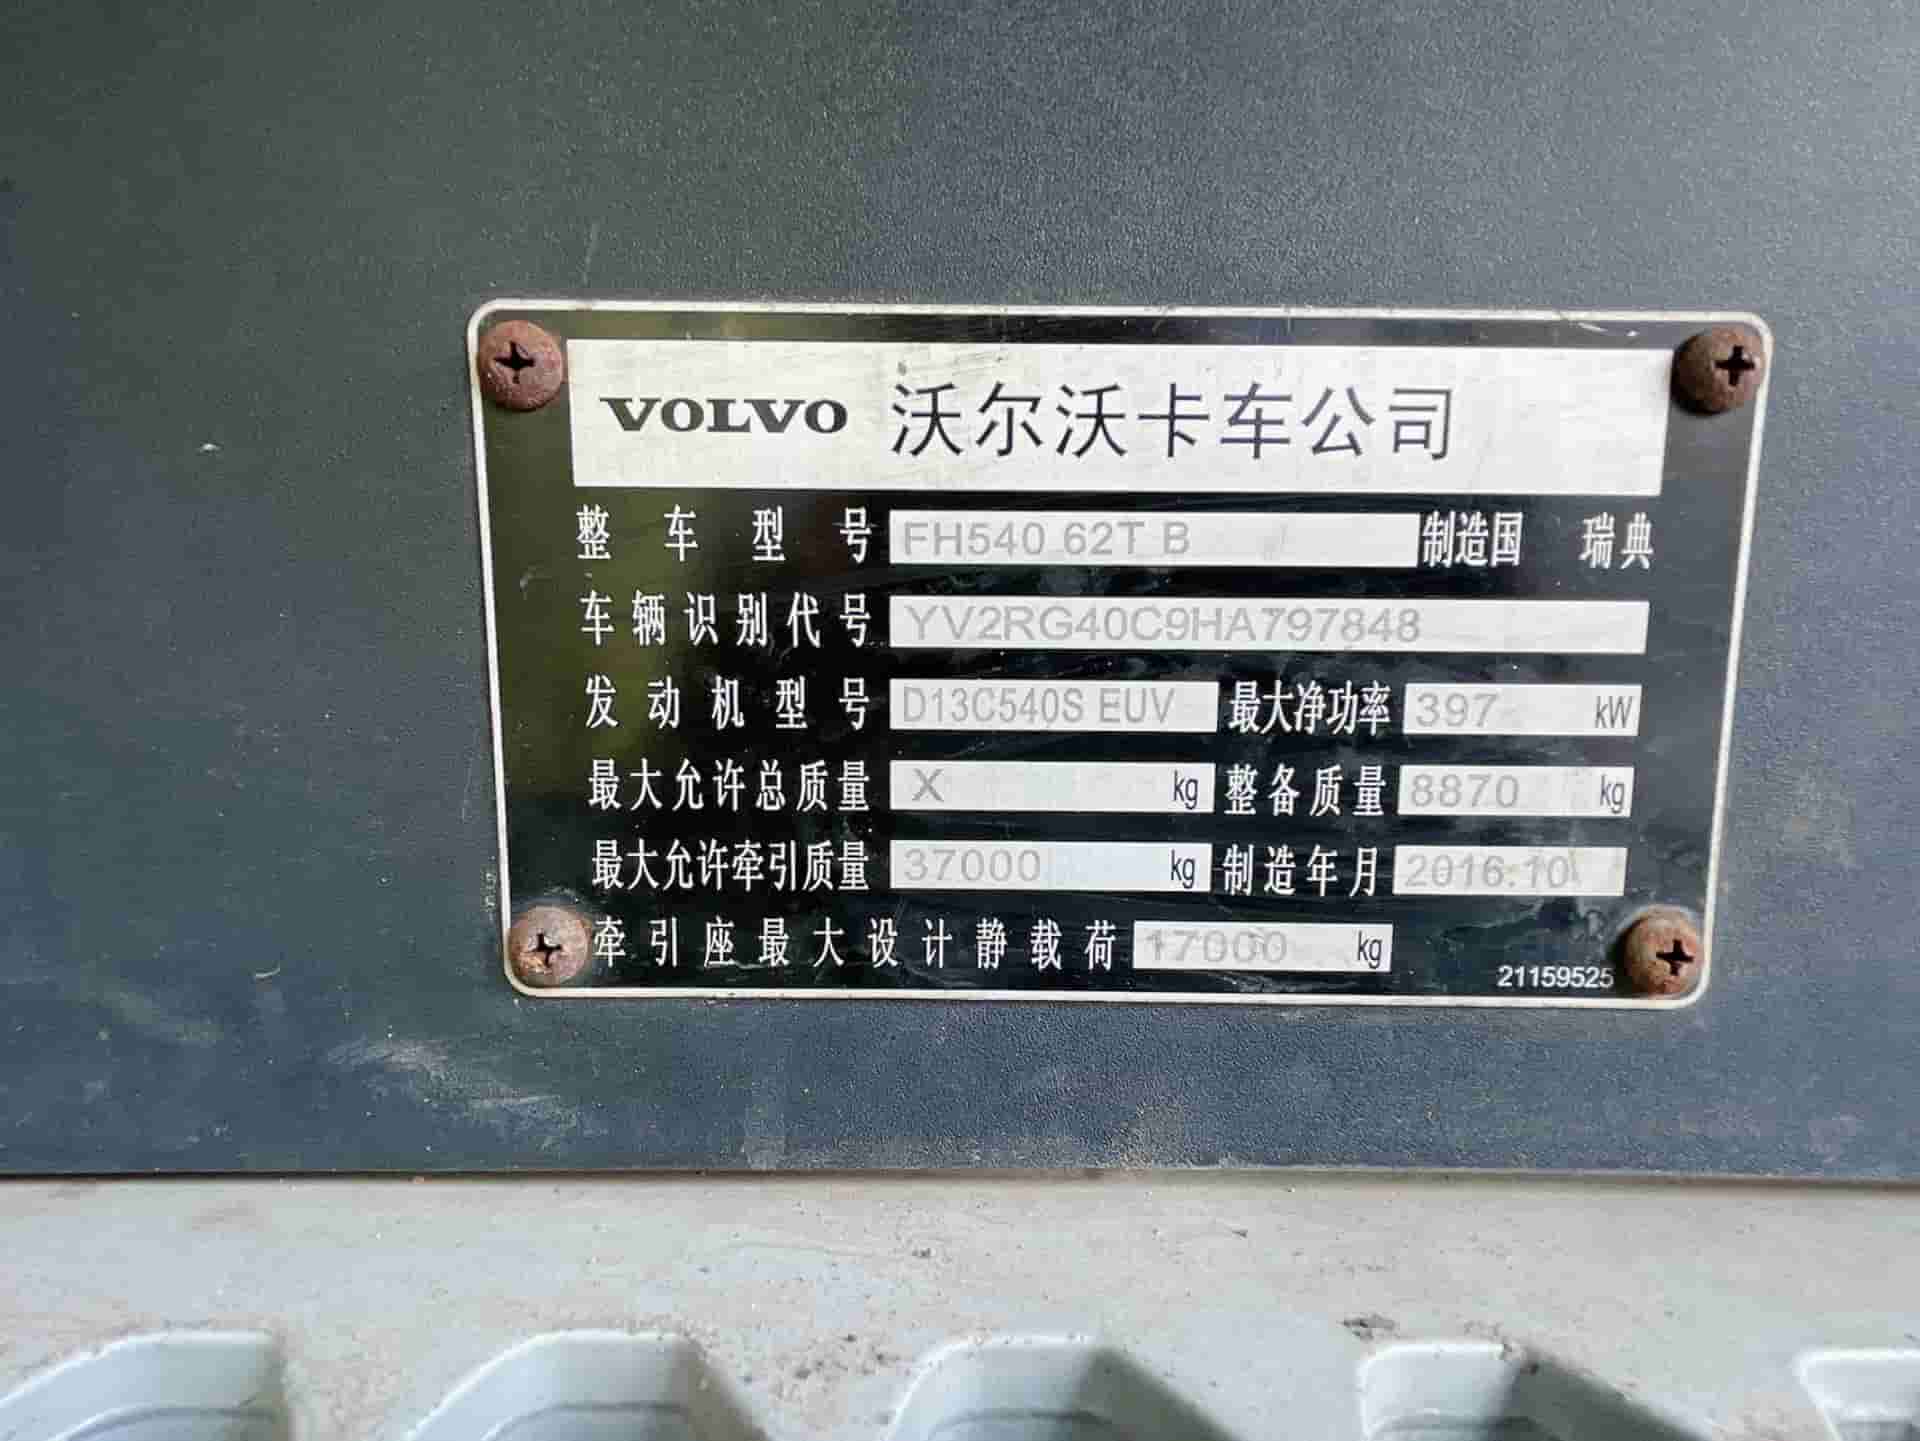 VOLVO 沃尔沃卡车公司
整车型号 FH540 62T B 制造国 瑞典
车辆识别代号 YV2RG40C9HA797848
发动机型号 D13C540S EUV 最大净功率 397 kW
最大允许总质量 X kg 整备质量 8870 kg
最大允许牵引质量 37000 kg 制造年月 2016.10
牵引座最大设计静载荷 17000 kg
21159525